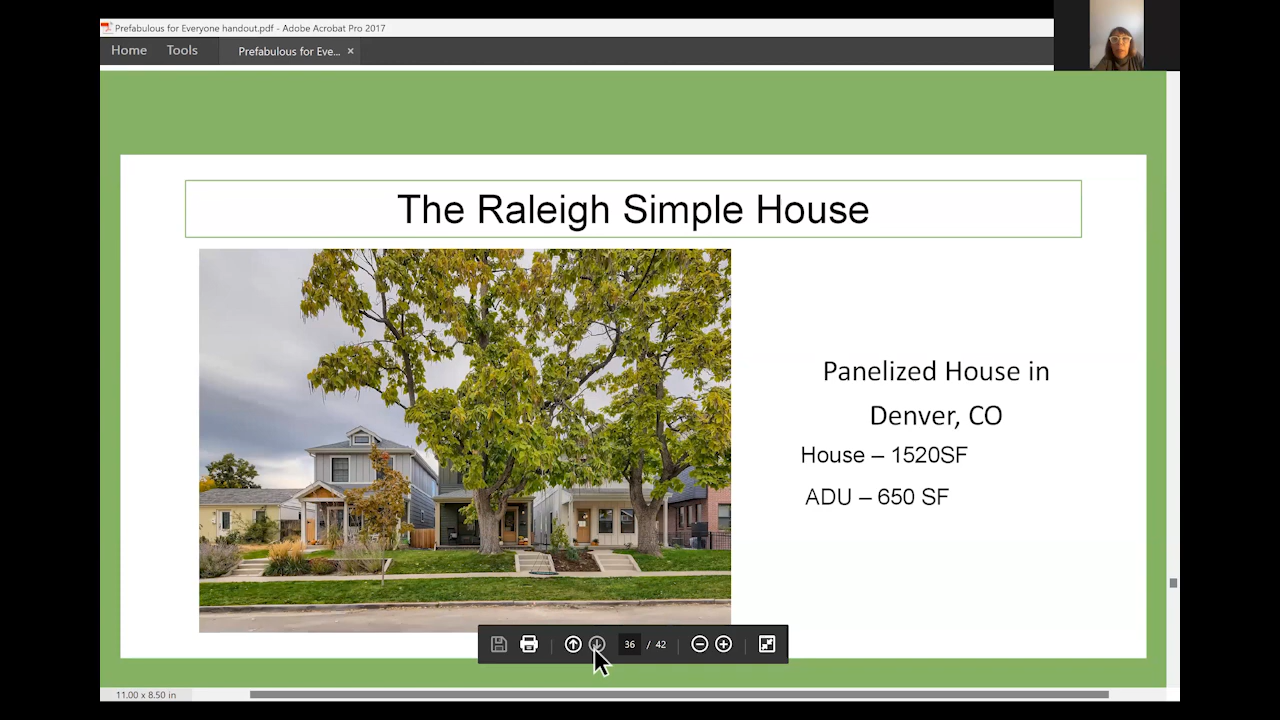 Prefabulous for Everyone handout.pdf - Adobe Acrobat Pro 2017
Home Tools Prefabulous for Eve... ×
The Raleigh Simple House
Panelized House in
Denver, CO
House – 1520SF
ADU – 650 SF
36 / 42
11.00 x 8.50 in